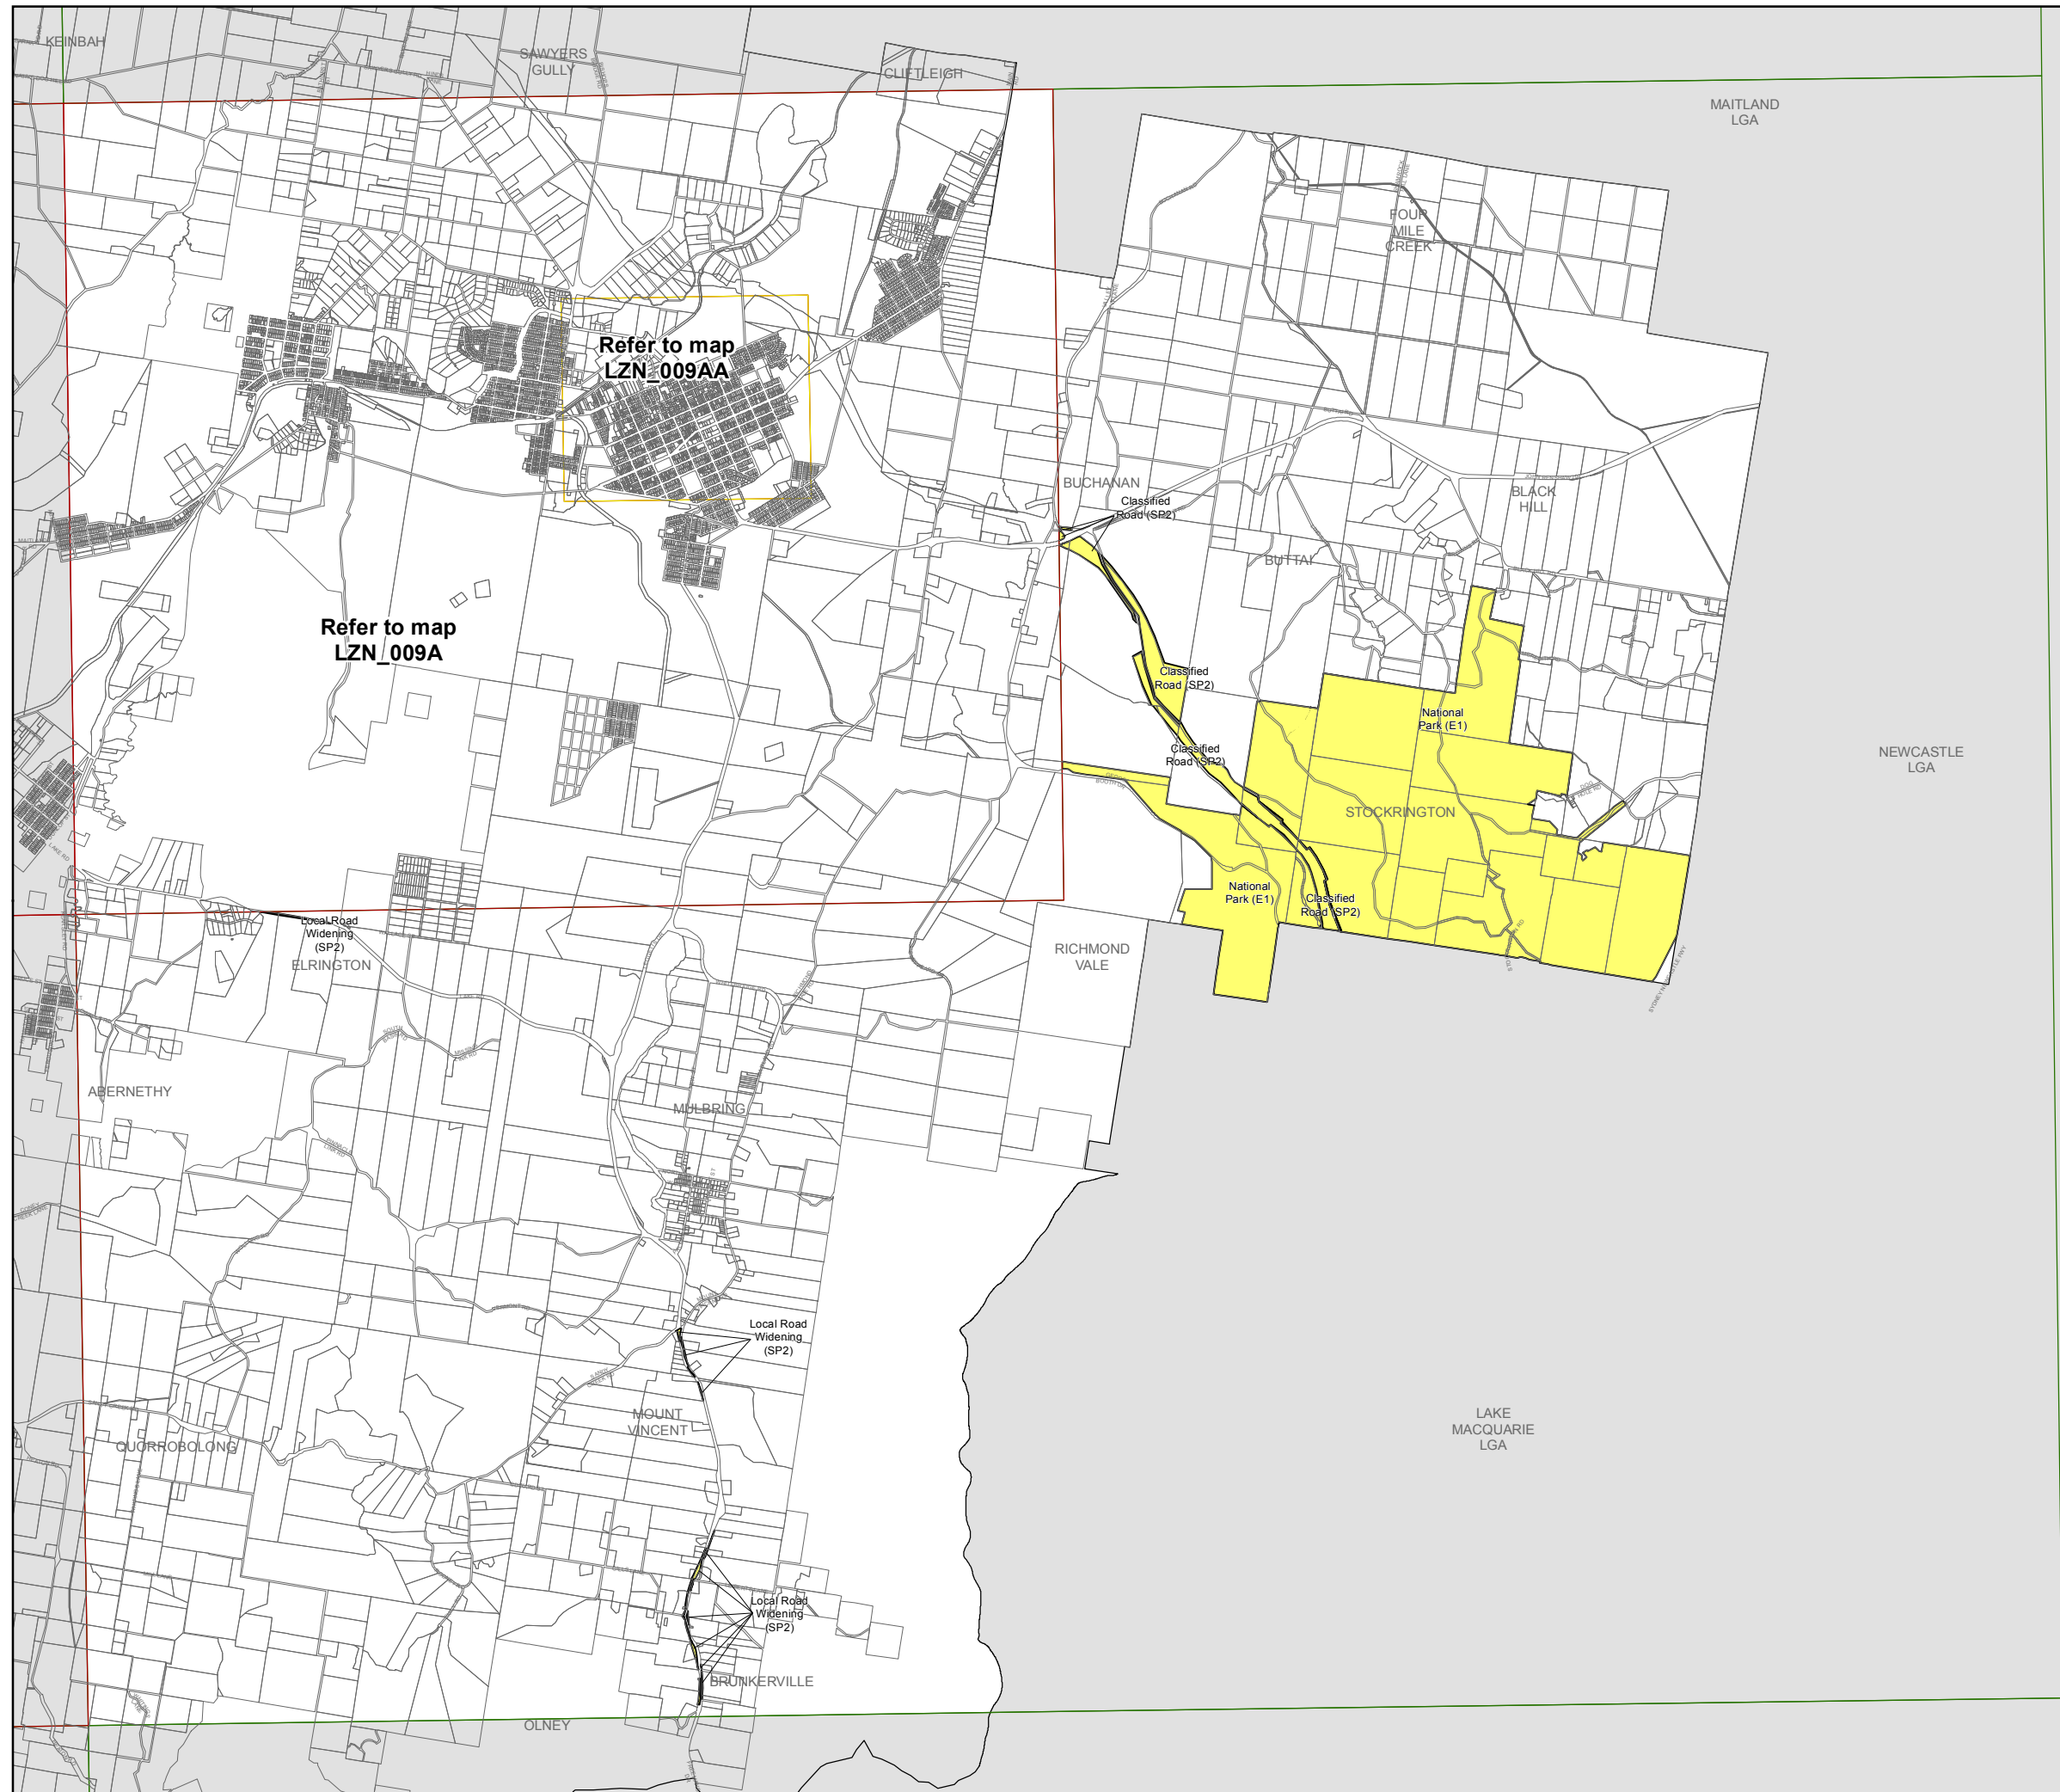 KEINBAH
SAWYERS
GULLY
CLIFTLEIGH
MAITLAND
LGA
FOUR
MILE
CREEK
Refer to map
LZN_009AA
BUCHANAN
Classified
Road (SP2)
BLACK
HILL
BUTTAI
Refer to map
LZN_009A
Classified
Road (SP2)
National
Park (E1)
Classified
Road (SP2)
NEWCASTLE
LGA
STOCKRINGTON
National
Park (E1)
Classified
Road (SP2)
LAKE RD
Local Road
Widening
(SP2)
ELRINGTON
RICHMOND
VALE
ABERNETHY
MULBRING
Local Road
Widening
(SP2)
MOUNT
VINCENT
QUORROBOLONG
LAKE
MACQUARIE
LGA
Local Road
Widening
(SP2)
BRUNKERVILLE
OLNEY